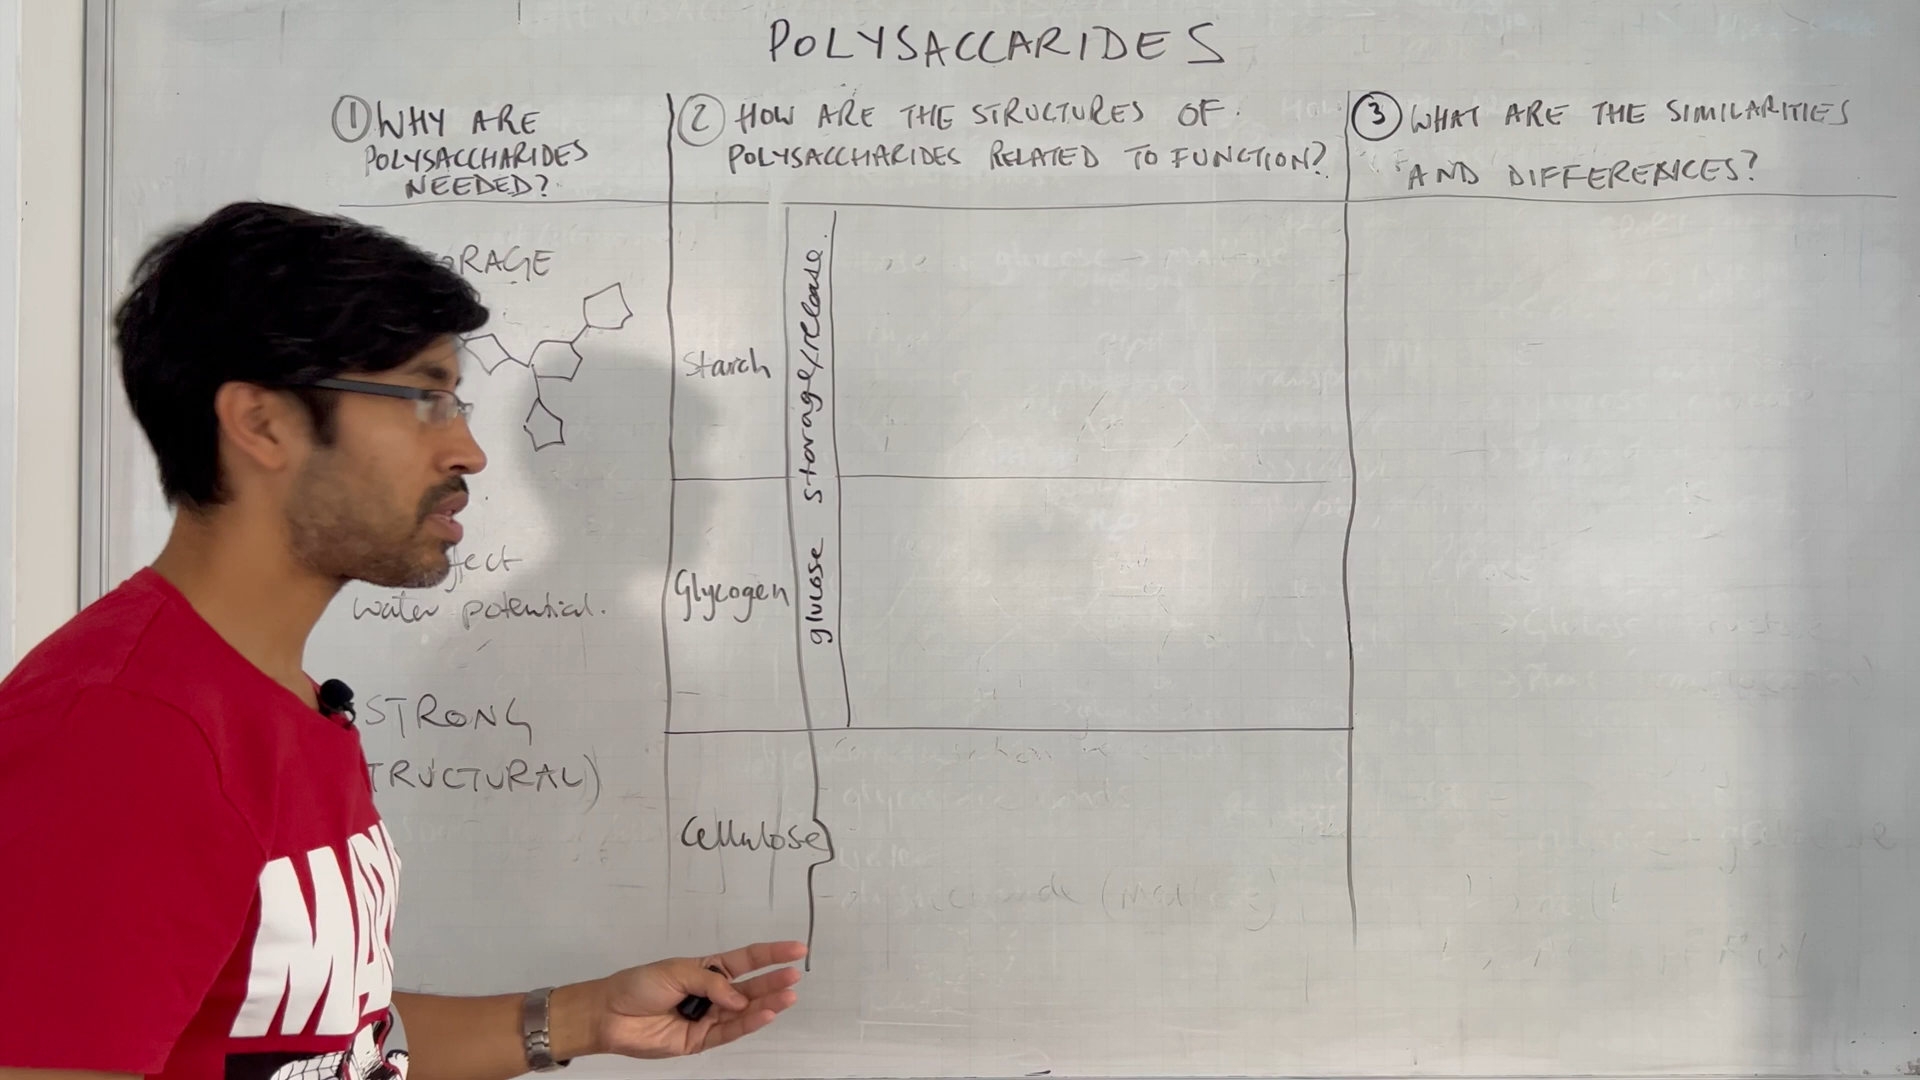 POLYSACCARIDES
① WHY ARE
POLYSACCHARIDES
NEEDED?
ORAGE
water potential.
STRONG
TRUCTURAL)
② HOW ARE THE STRUCTURES OF
POLYSACCHARIDES RELATED TO FUNCTION?
Starch
Glycogen
Cellulose
glucose storage/release.
③ WHAT ARE THE SIMILARITIES
AND DIFFERENCES?